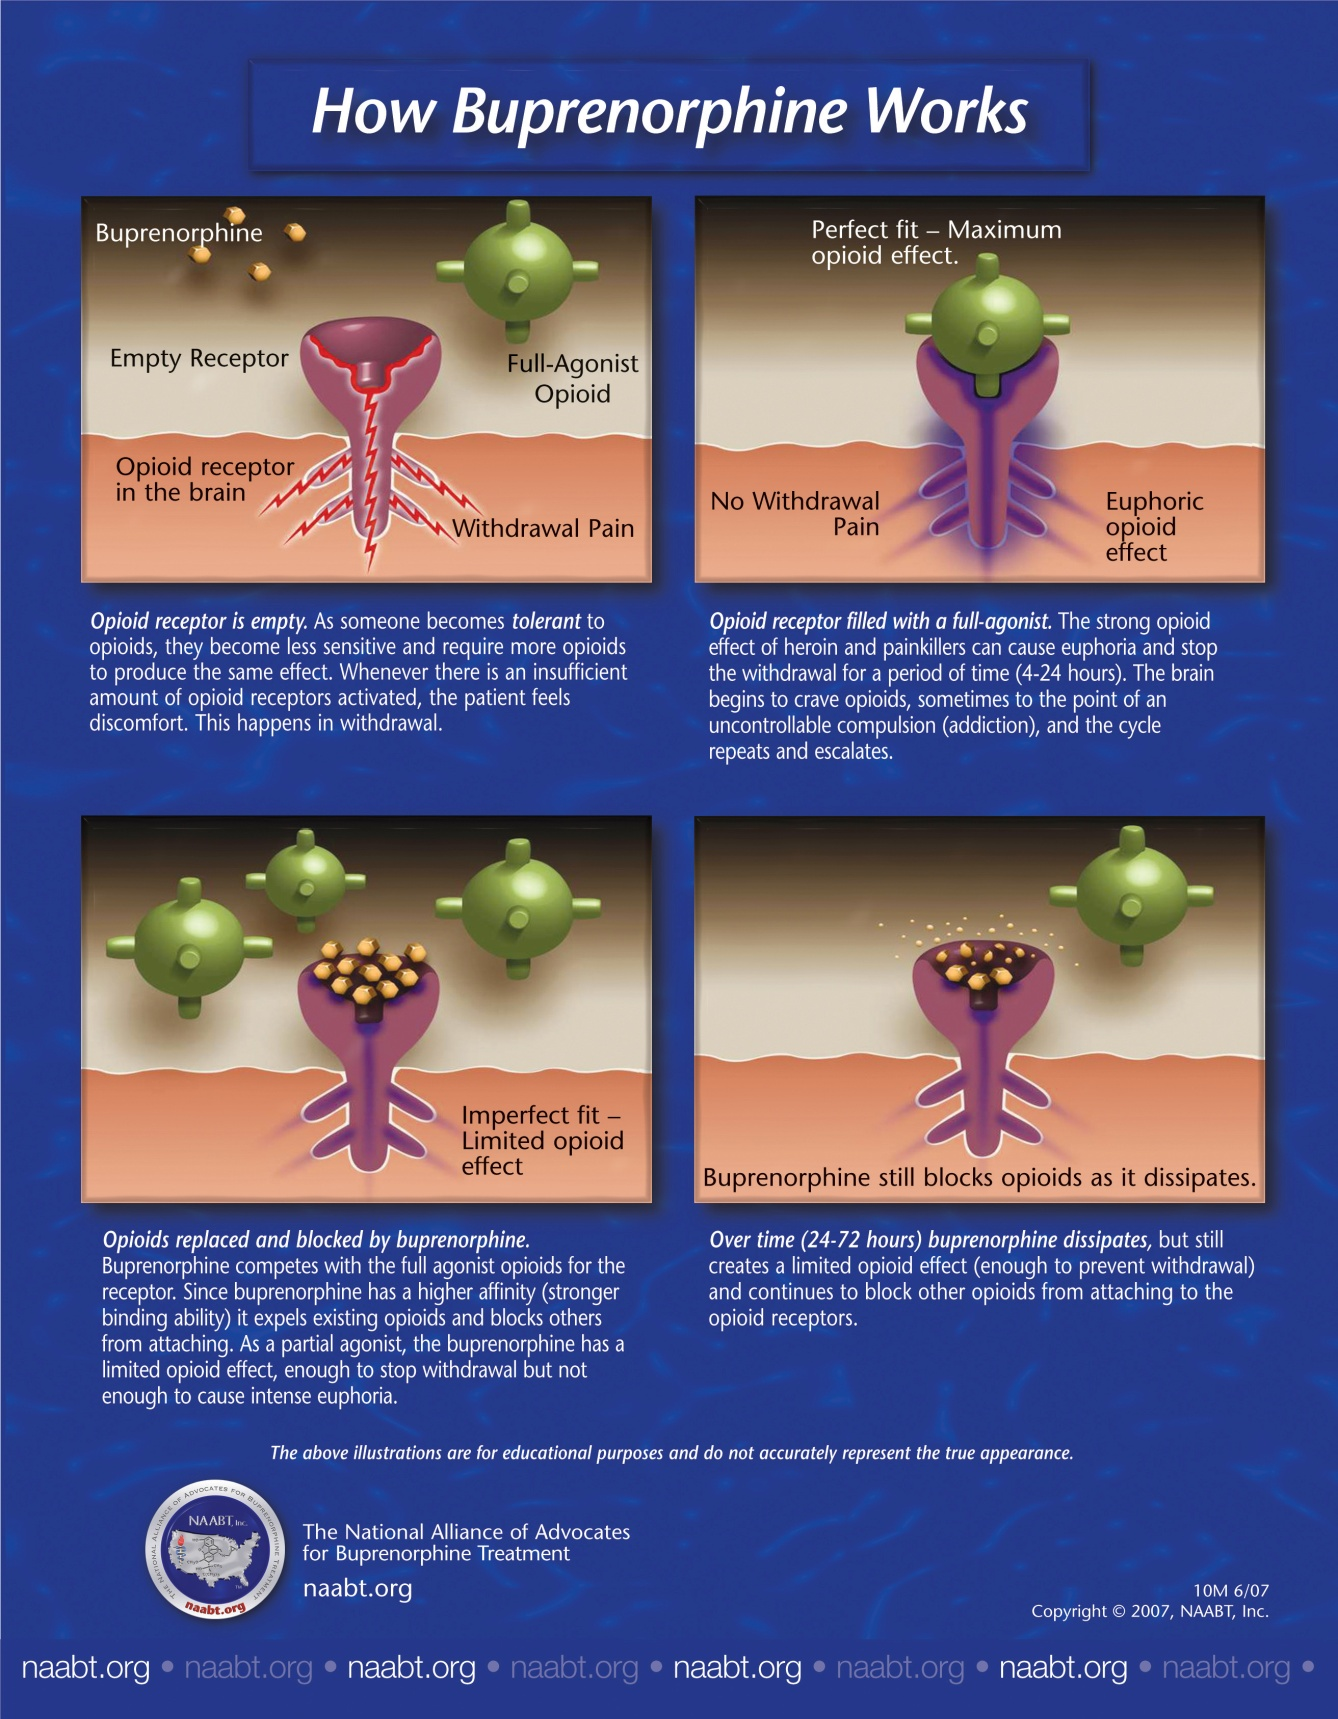 How Buprenorphine Works
Buprenorphine
Empty Receptor
Full-Agonist
Opioid
Opioid receptor
in the brain
Withdrawal Pain
Perfect fit – Maximum
opioid effect.
No Withdrawal
Pain
Euphoric
opioid
effect
Opioid receptor is empty. As someone becomes tolerant to
opioids, they become less sensitive and require more opioids
to produce the same effect. Whenever there is an insufficient
amount of opioid receptors activated, the patient feels
discomfort. This happens in withdrawal.
Opioid receptor filled with a full-agonist. The strong opioid
effect of heroin and painkillers can cause euphoria and stop
the withdrawal for a period of time (4-24 hours). The brain
begins to crave opioids, sometimes to the point of an
uncontrollable compulsion (addiction), and the cycle
repeats and escalates.
Imperfect fit –
Limited opioid
effect
Buprenorphine still blocks opioids as it dissipates.
Opioids replaced and blocked by buprenorphine.
Buprenorphine competes with the full agonist opioids for the
receptor. Since buprenorphine has a higher affinity (stronger
binding ability) it expels existing opioids and blocks others
from attaching. As a partial agonist, the buprenorphine has a
limited opioid effect, enough to stop withdrawal but not
enough to cause intense euphoria.
Over time (24-72 hours) buprenorphine dissipates, but still
creates a limited opioid effect (enough to prevent withdrawal)
and continues to block other opioids from attaching to the
opioid receptors.
The above illustrations are for educational purposes and do not accurately represent the true appearance.
THE NATIONAL ALLIANCE OF ADVOCATES FOR BUPRENORPHINE TREATMENT
NAABT, Inc.
naabt.org
The National Alliance of Advocates
for Buprenorphine Treatment
naabt.org
10M 6/07
Copyright © 2007, NAABT, Inc.
naabt.org • naabt.org • naabt.org • naabt.org • naabt.org • naabt.org • naabt.org • naabt.org •